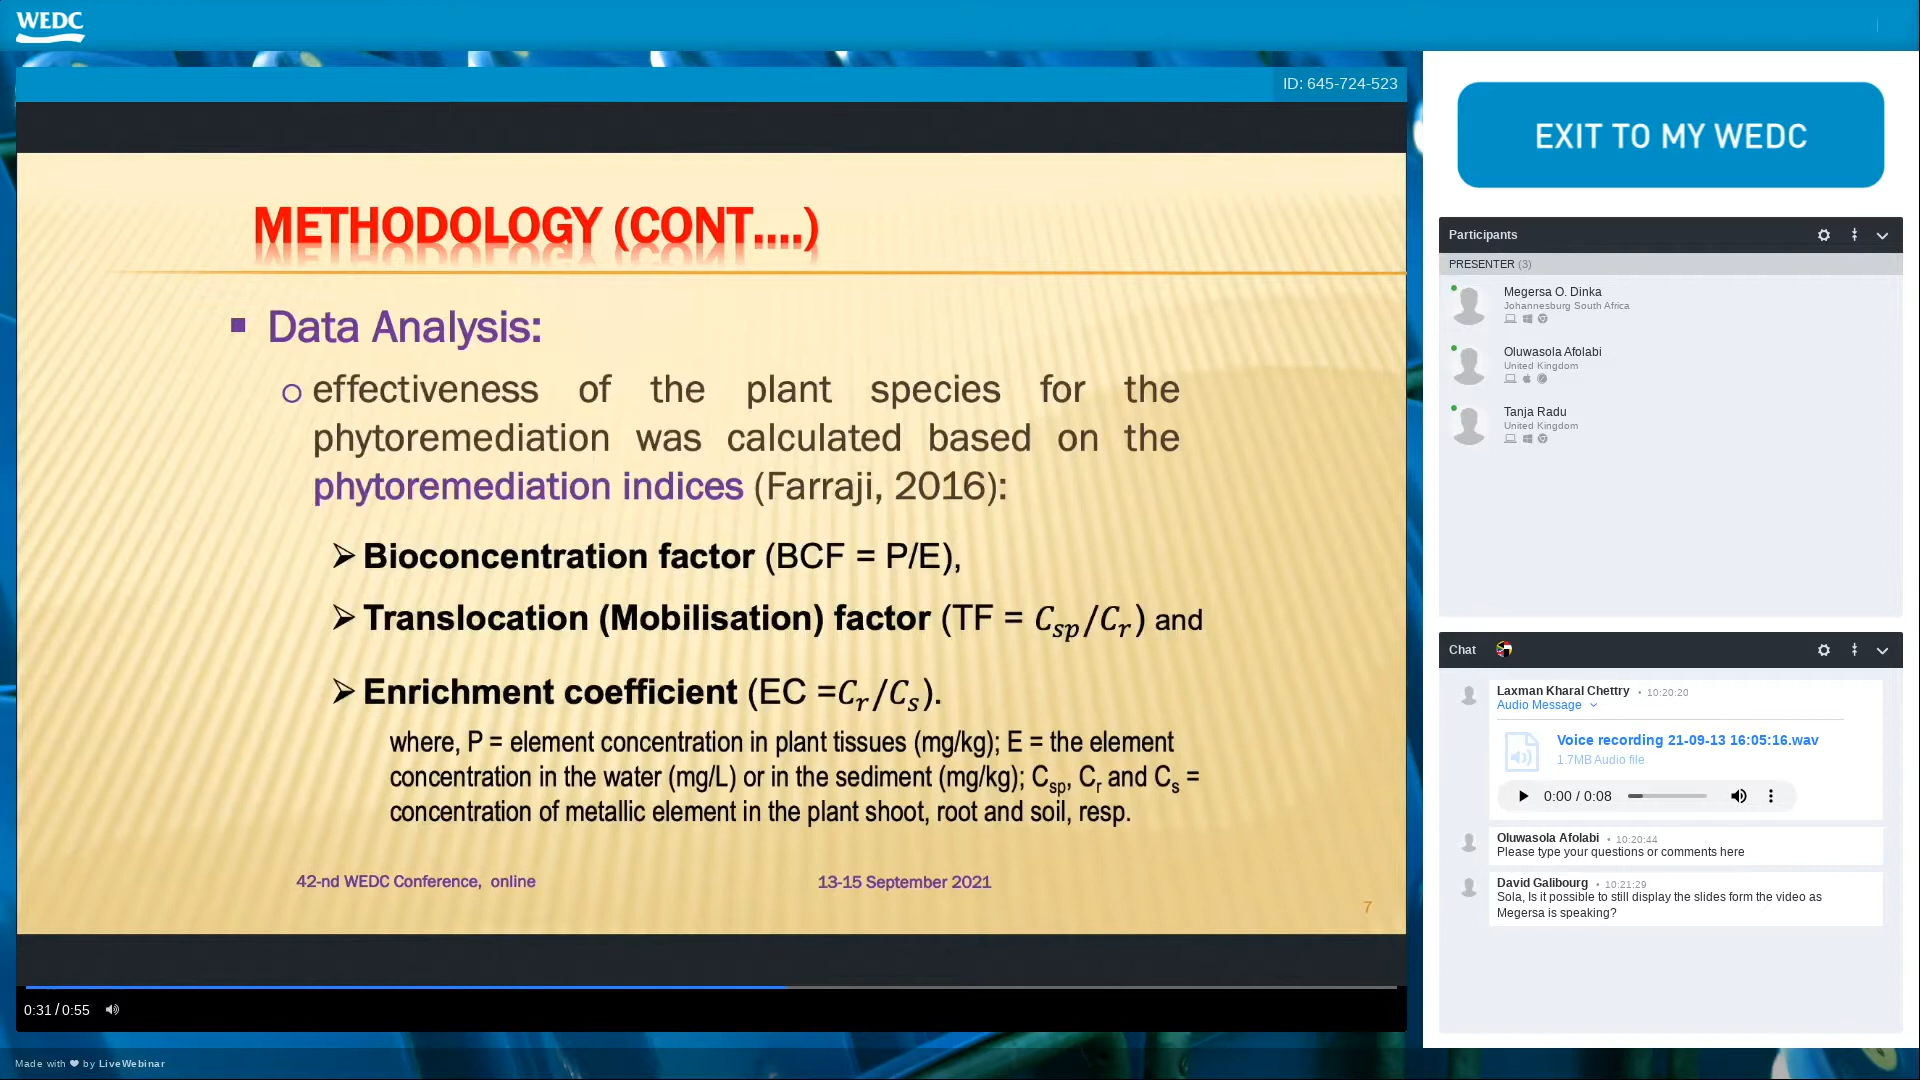 WEDC
ID: 645-724-523
METHODOLOGY (CONT....)
▪ Data Analysis:
o effectiveness of the plant species for the
phytoremediation was calculated based on the
phytoremediation indices (Farraji, 2016):
➢ Bioconcentration factor (BCF = P/E),
➢ Translocation (Mobilisation) factor (TF = C_sp/C_r) and
➢ Enrichment coefficient (EC =C_r/C_s).
where, P = element concentration in plant tissues (mg/kg); E = the element
concentration in the water (mg/L) or in the sediment (mg/kg); C_sp, C_r and C_s =
concentration of metallic element in the plant shoot, root and soil, resp.
42-nd WEDC Conference, online
13-15 September 2021
7
0:31 / 0:55
Made with ❤ by LiveWebinar
EXIT TO MY WEDC
Participants
PRESENTER (3)
Megersa O. Dinka
Johannesburg South Africa
Oluwasola Afolabi
United Kingdom
Tanja Radu
United Kingdom
Chat
Laxman Kharal Chettry • 10:20:20
Audio Message
Voice recording 21-09-13 16:05:16.wav
1.7MB Audio file
0:00 / 0:08
Oluwasola Afolabi • 10:20:44
Please type your questions or comments here
David Galibourg • 10:21:29
Sola, Is it possible to still display the slides form the video as
Megersa is speaking?